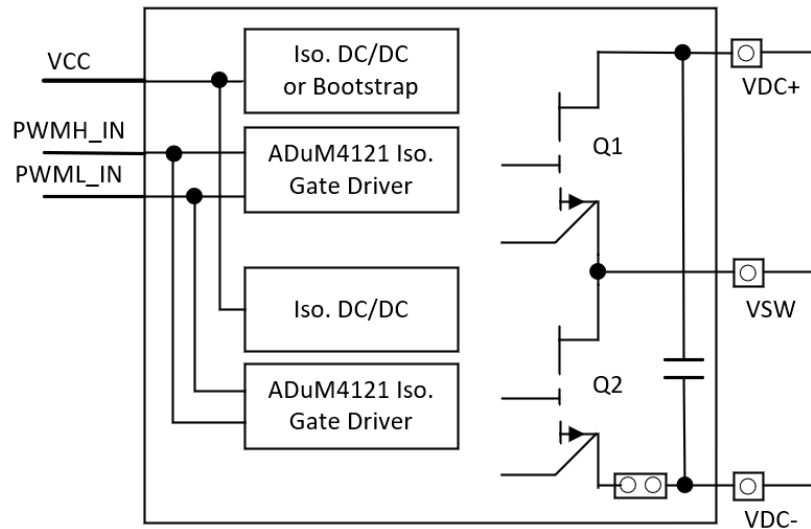 VCC
PWMH_IN
PWML_IN
Iso. DC/DC
or Bootstrap
ADuM4121 Iso.
Gate Driver
Iso. DC/DC
ADuM4121 Iso.
Gate Driver
Q1
Q2
VDC+
VSW
VDC-